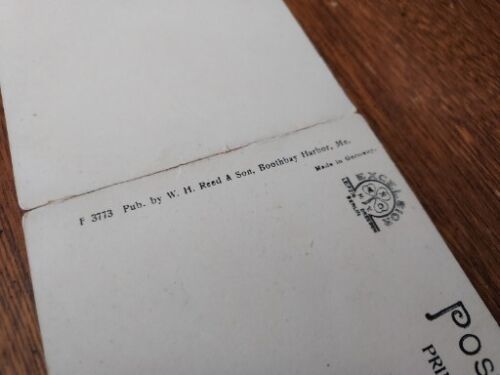 F 3773 Pub. by W. H. Reed & Son, Boothbay Harbor, Me.
Made in Germany.
EXCELSIOR
POS
PRI